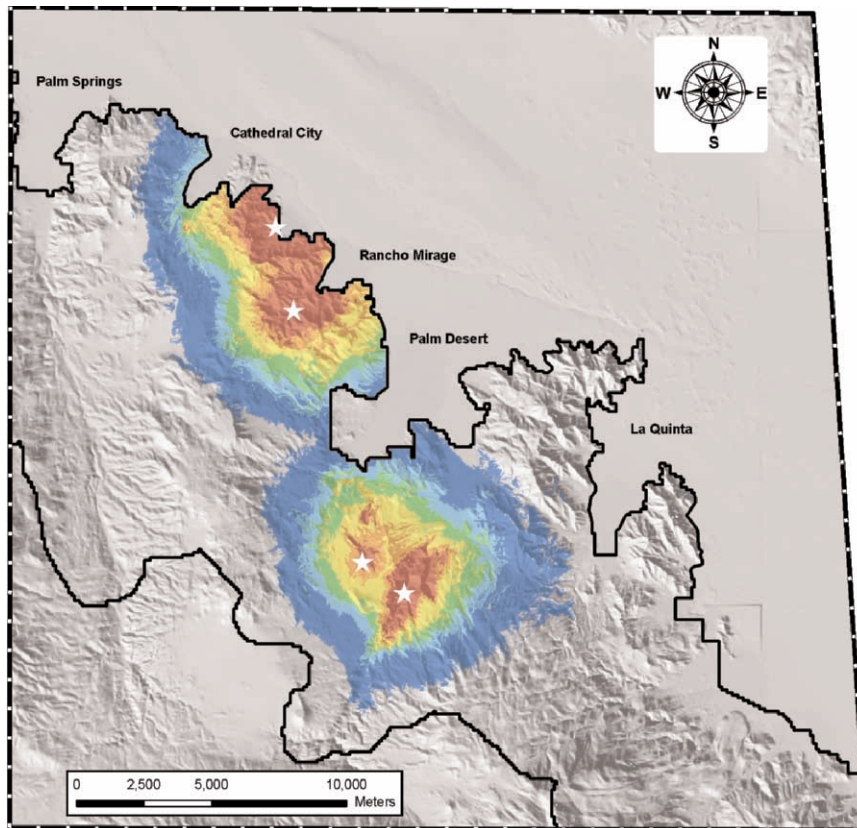 N
Palm Springs
W
E
Cathedral City
S
Rancho Mirage
Palm Desert
La Quinta
0 2,500 5,000 10,000
Meters